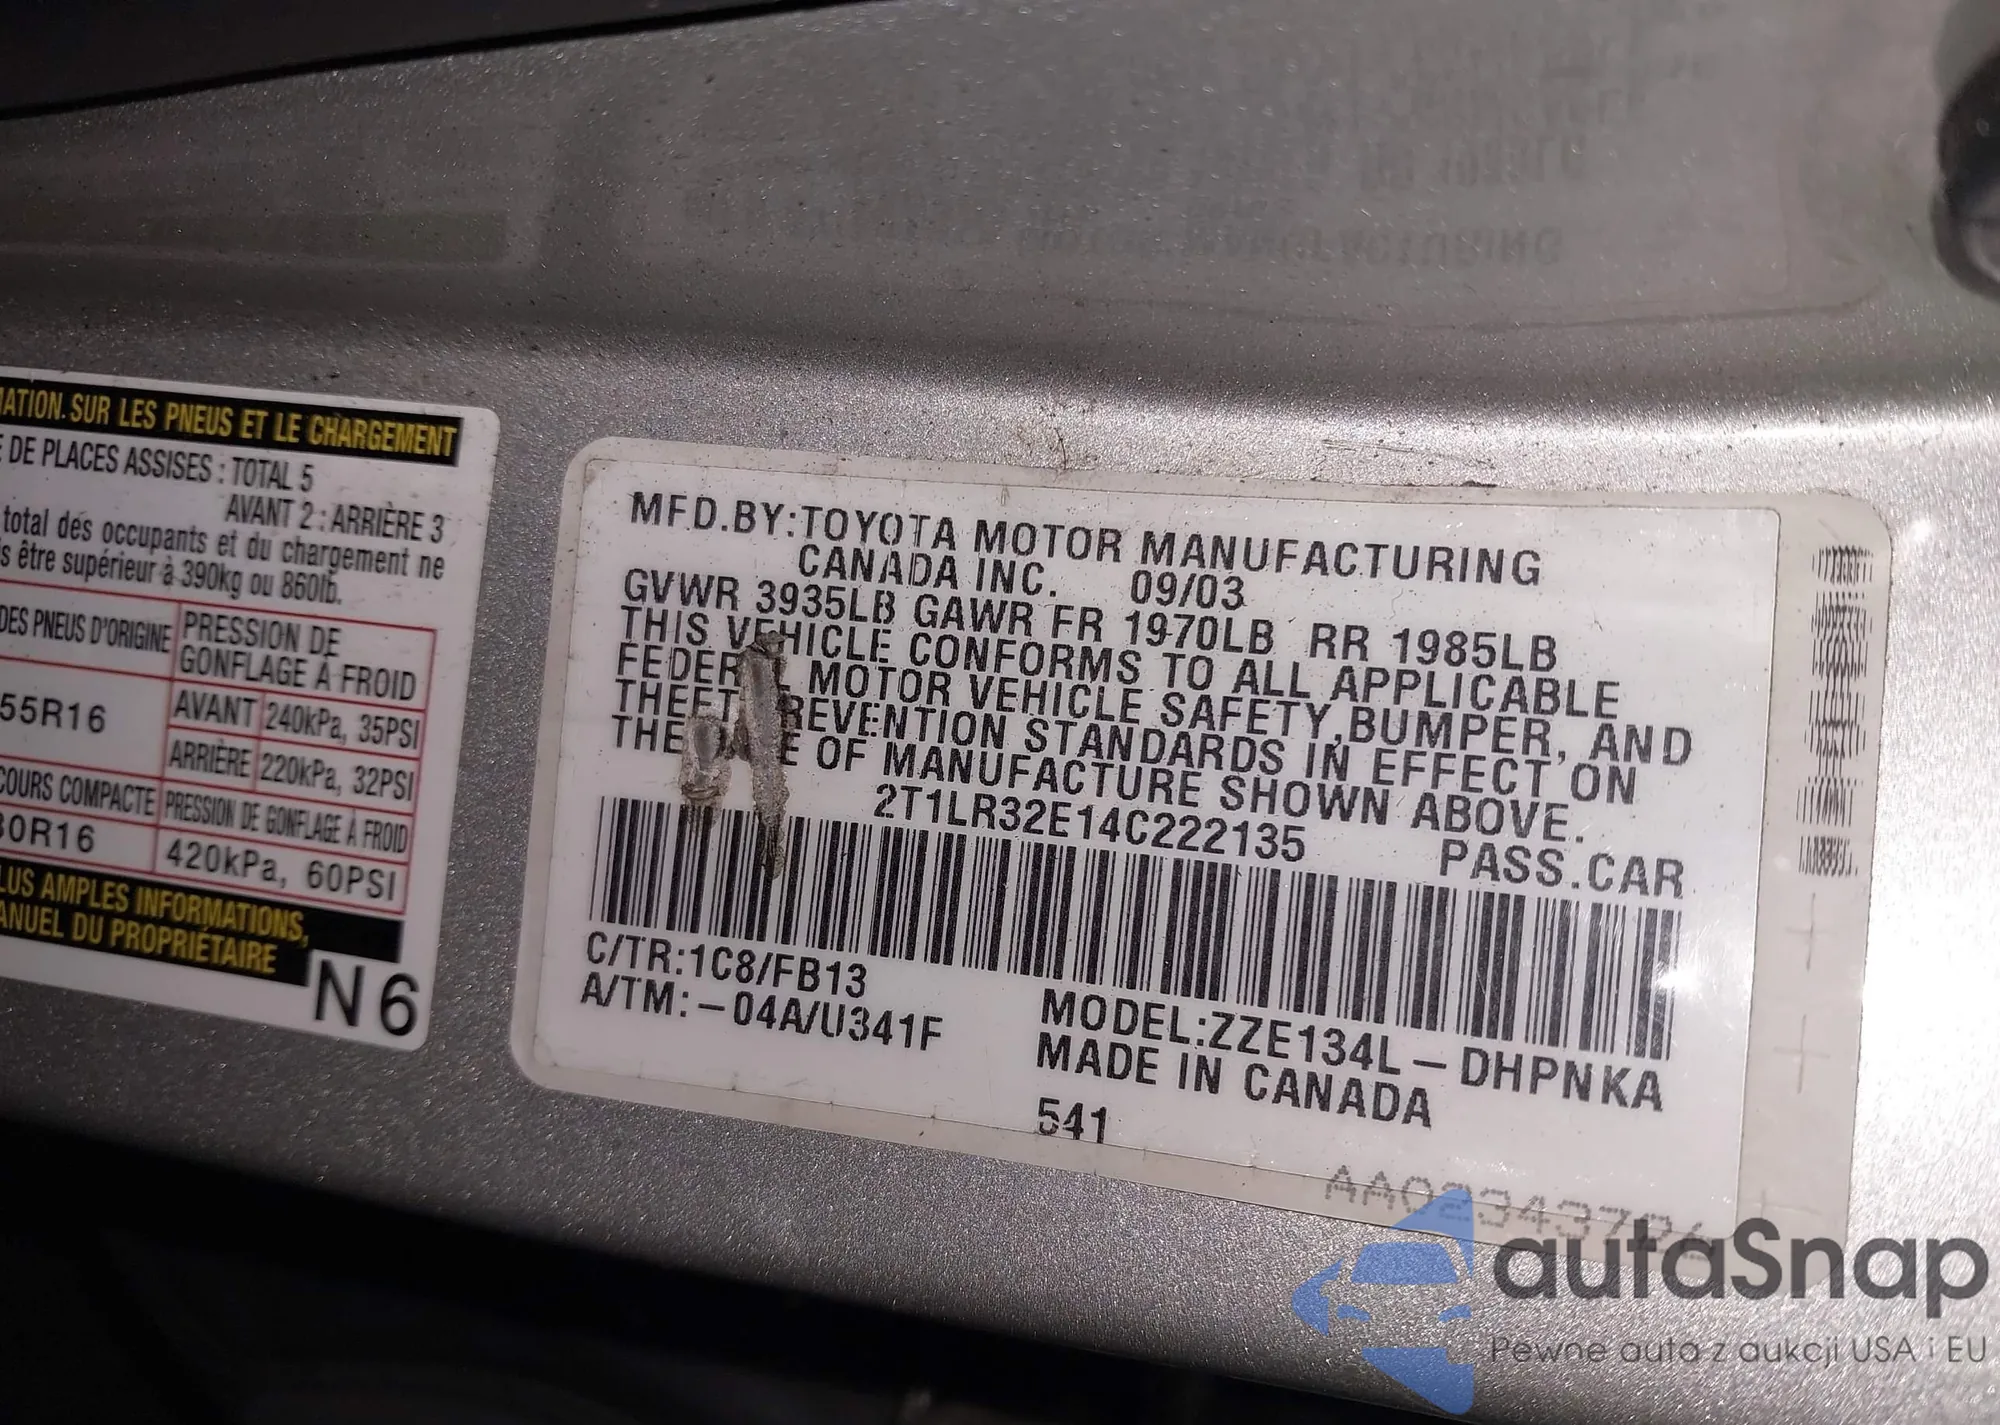 MATION SUR LES PNEUS ET LE CHARGEMENT
DE PLACES ASSISES : TOTAL 5
AVANT 2 : ARRIÈRE 3
total des occupants et du chargement ne
s être supérieur à 390kg ou 860lb.
DES PNEUS D'ORIGINE
PRESSION DE
GONFLAGE À FROID
55R16
AVANT 240kPa, 35PSI
ARRIÈRE 220kPa, 32PSI
COURS COMPACTE
PRESSION DE GONFLAGE À FROID
80R16
420kPa, 60PSI
LUS AMPLES INFORMATIONS,
ANUEL DU PROPRIÉTAIRE
N6
MFD.BY:TOYOTA MOTOR MANUFACTURING
CANADA INC. 09/03
GVWR 3935LB GAWR FR 1970LB RR 1985LB
THIS VEHICLE CONFORMS TO ALL APPLICABLE
FEDERAL MOTOR VEHICLE SAFETY,BUMPER, AND
THEFT PREVENTION STANDARDS IN EFFECT ON
THE DATE OF MANUFACTURE SHOWN ABOVE.
2T1LR32E14C222135
PASS.CAR
C/TR:1C8/FB13
A/TM:-04A/U341F
MODEL:ZZE134L-DHPNKA
MADE IN CANADA
541
autaSnap
Pewne auta z aukcji USA i EU